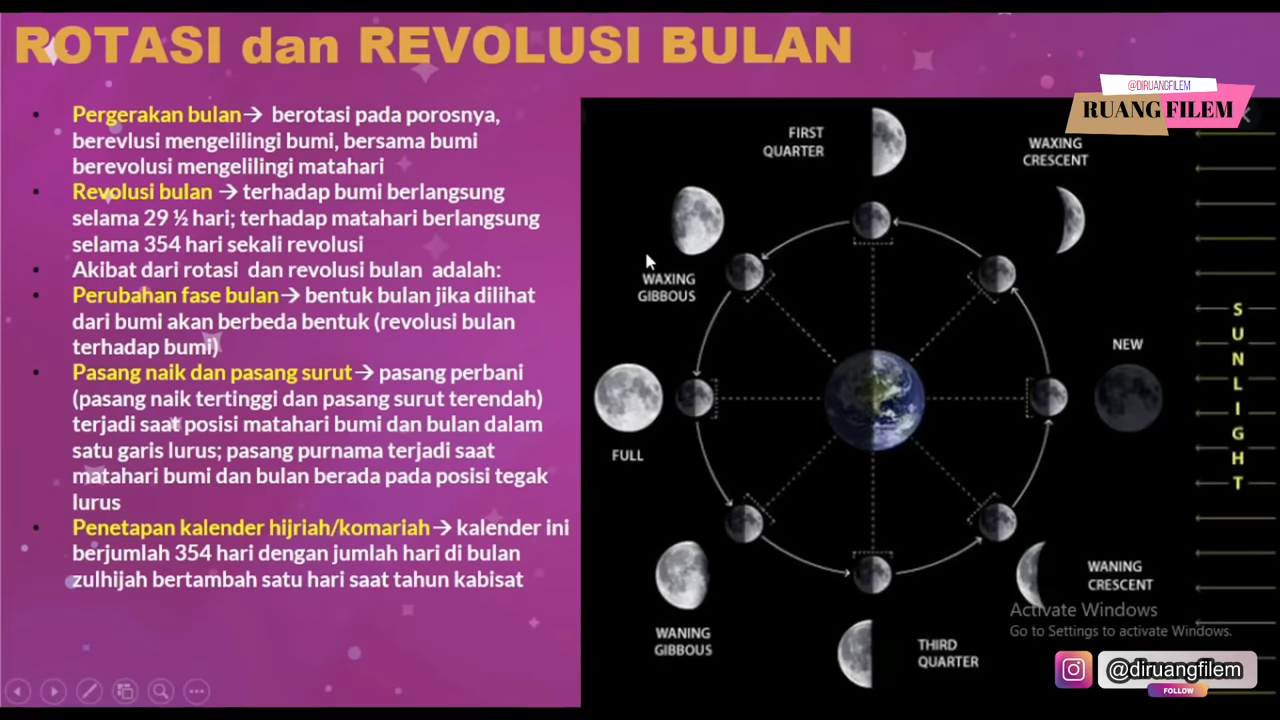 ROTASI dan REVOLUSI BULAN
@DIRUANGFILEM
RUANG FILEM
• Pergerakan bulan→ berotasi pada porosnya,
berevlusi mengelilingi bumi, bersama bumi
berevolusi mengelilingi matahari
• Revolusi bulan → terhadap bumi berlangsung
selama 29 ½ hari; terhadap matahari berlangsung
selama 354 hari sekali revolusi
• Akibat dari rotasi dan revolusi bulan adalah:
• Perubahan fase bulan→ bentuk bulan jika dilihat
dari bumi akan berbeda bentuk (revolusi bulan
terhadap bumi)
• Pasang naik dan pasang surut→ pasang perbani
(pasang naik tertinggi dan pasang surut terendah)
terjadi saat posisi matahari bumi dan bulan dalam
satu garis lurus; pasang purnama terjadi saat
matahari bumi dan bulan berada pada posisi tegak
lurus
• Penetapan kalender hijriah/komariah→ kalender ini
berjumlah 354 hari dengan jumlah hari di bulan
zulhijah bertambah satu hari saat tahun kabisat
FIRST
QUARTER
WAXING
CRESCENT
WAXING
GIBBOUS
NEW
FULL
SUNLIGHT
WANING
GIBBOUS
THIRD
QUARTER
WANING
CRESCENT
Activate Windows
Go to Settings to activate Windows.
@diruangfilem
FOLLOW